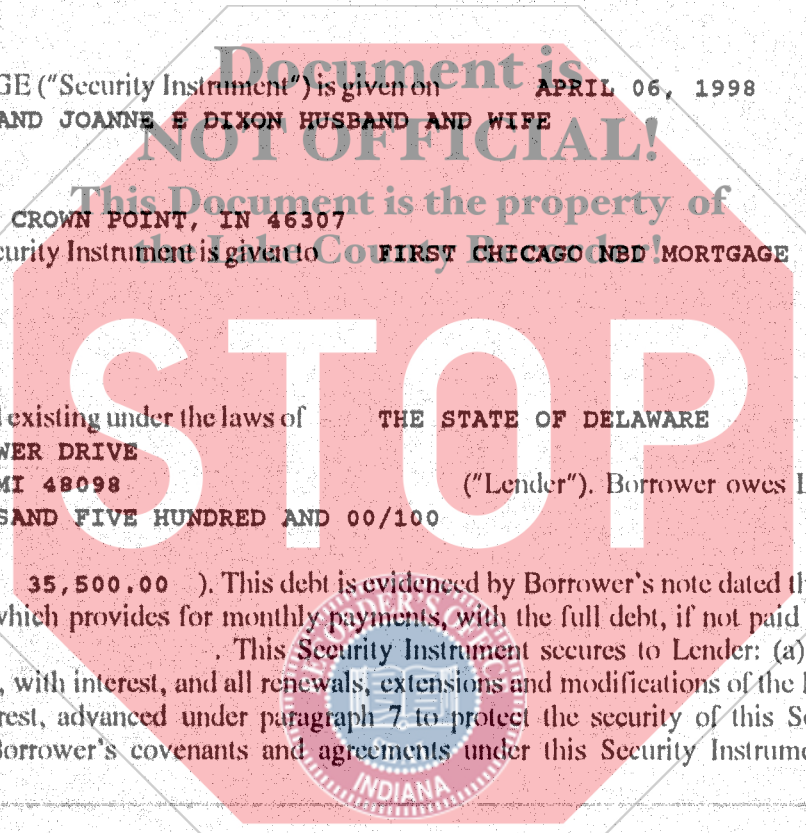 Document is
GE ("Security Instrument") is given on APRIL 06, 1998
AND JOANNE E DIXON HUSBAND AND WIFE
NOT OFFICIAL!
This Document is the property of
CROWN POINT, IN 46307
the Lake County Recorder!
curity Instrument is given to FIRST CHICAGO NBD MORTGAGE
STOP
existing under the laws of THE STATE OF DELAWARE
WER DRIVE
MI 48098 ("Lender"). Borrower owes L
SAND FIVE HUNDRED AND 00/100
35,500.00 ). This debt is evidenced by Borrower's note dated th
which provides for monthly payments, with the full debt, if not paid
. This Security Instrument secures to Lender: (a)
, with interest, and all renewals, extensions and modifications of the
rest, advanced under paragraph 7 to protect the security of this Se
Borrower's covenants and agreements under this Security Instrume
RECORDER'S OFFICE
INDIANA